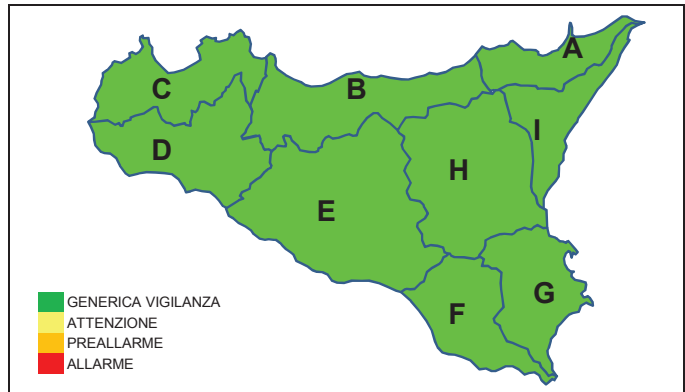 A
B
C
I
D
H
E
G
F
GENERICA VIGILANZA
ATTENZIONE
PREALLARME
ALLARME